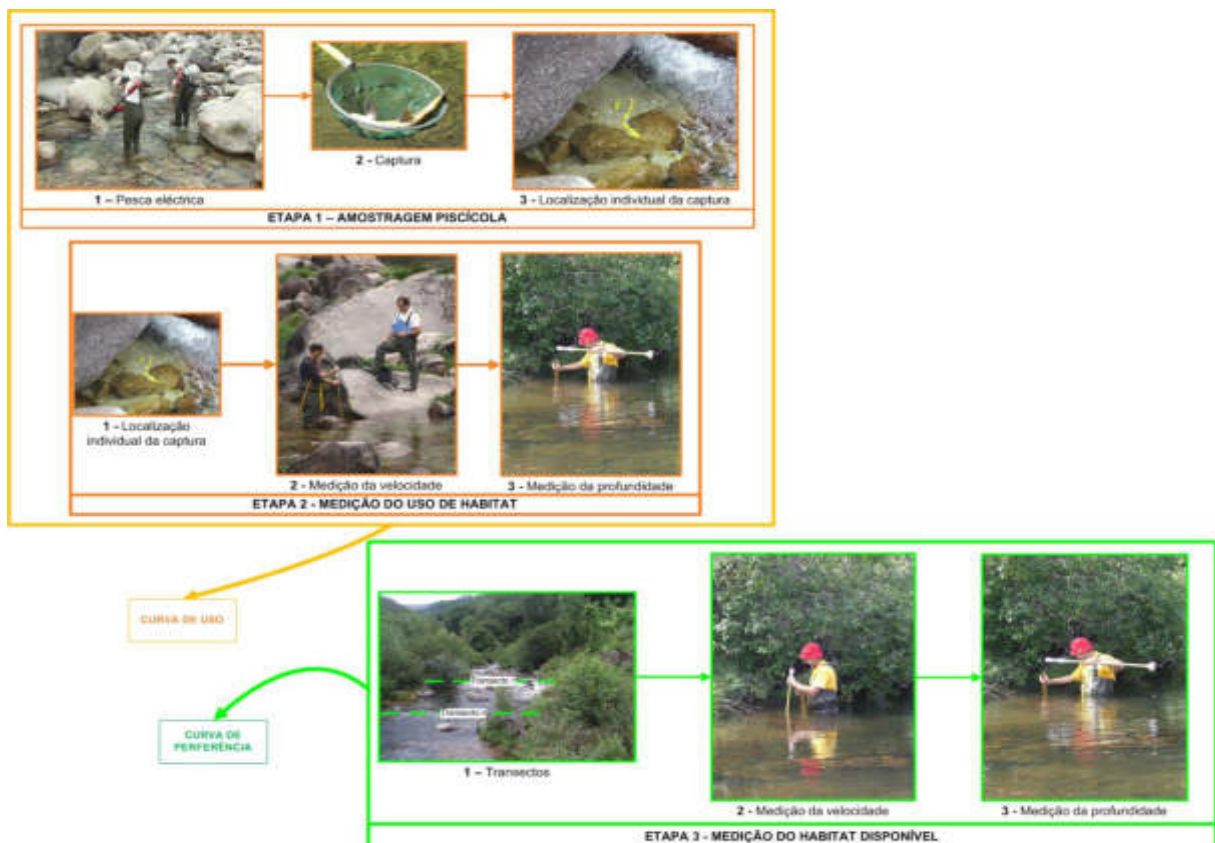 1 – Pesca eléctrica
2 - Captura
3 - Localização individual da captura
ETAPA 1 – AMOSTRAGEM PISCÍCOLA
1 - Localização
individual da captura
2 - Medição da velocidade
3 - Medição da profundidade
ETAPA 2 - MEDIÇÃO DO USO DE HABITAT
CURVA DE USO
CURVA DE
PERFERÊNCIA
Transecto
Transecto
1 – Transectos
2 - Medição da velocidade
3 - Medição da profundidade
ETAPA 3 - MEDIÇÃO DO HABITAT DISPONÍVEL